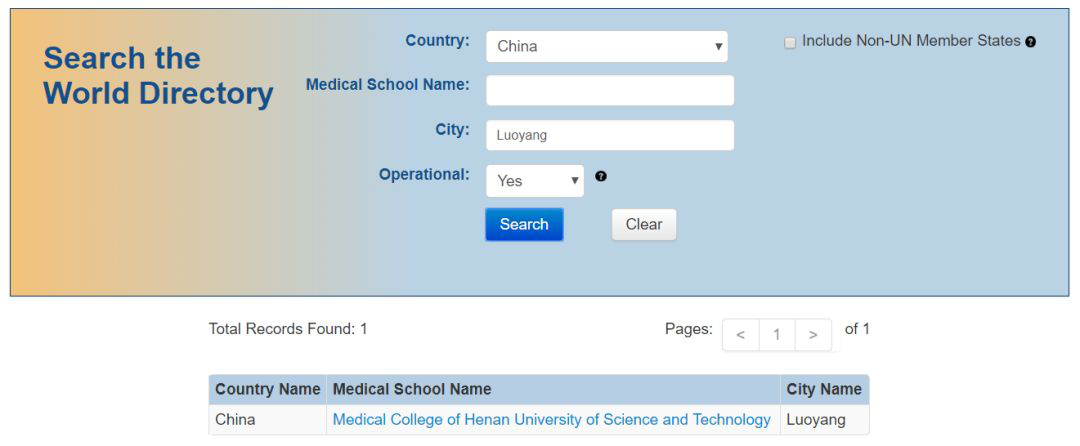 Search the
World Directory
Country:
China
Include Non-UN Member States
Medical School Name:
City:
Luoyang
Operational:
Yes
Search
Clear
Total Records Found: 1
Pages: < 1 > of 1
Country Name Medical School Name City Name
China Medical College of Henan University of Science and Technology Luoyang